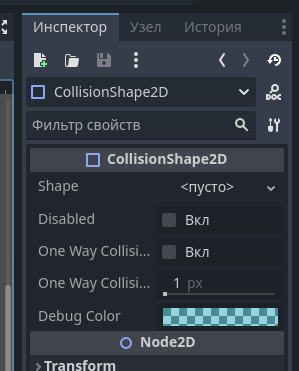 Инспектор Узел История
CollisionShape2D
DOC
Фильтр свойств
CollisionShape2D
Shape <пусто>
Disabled Вкл
One Way Collisi... Вкл
One Way Collisi... 1 px
Debug Color
Node2D
Transform